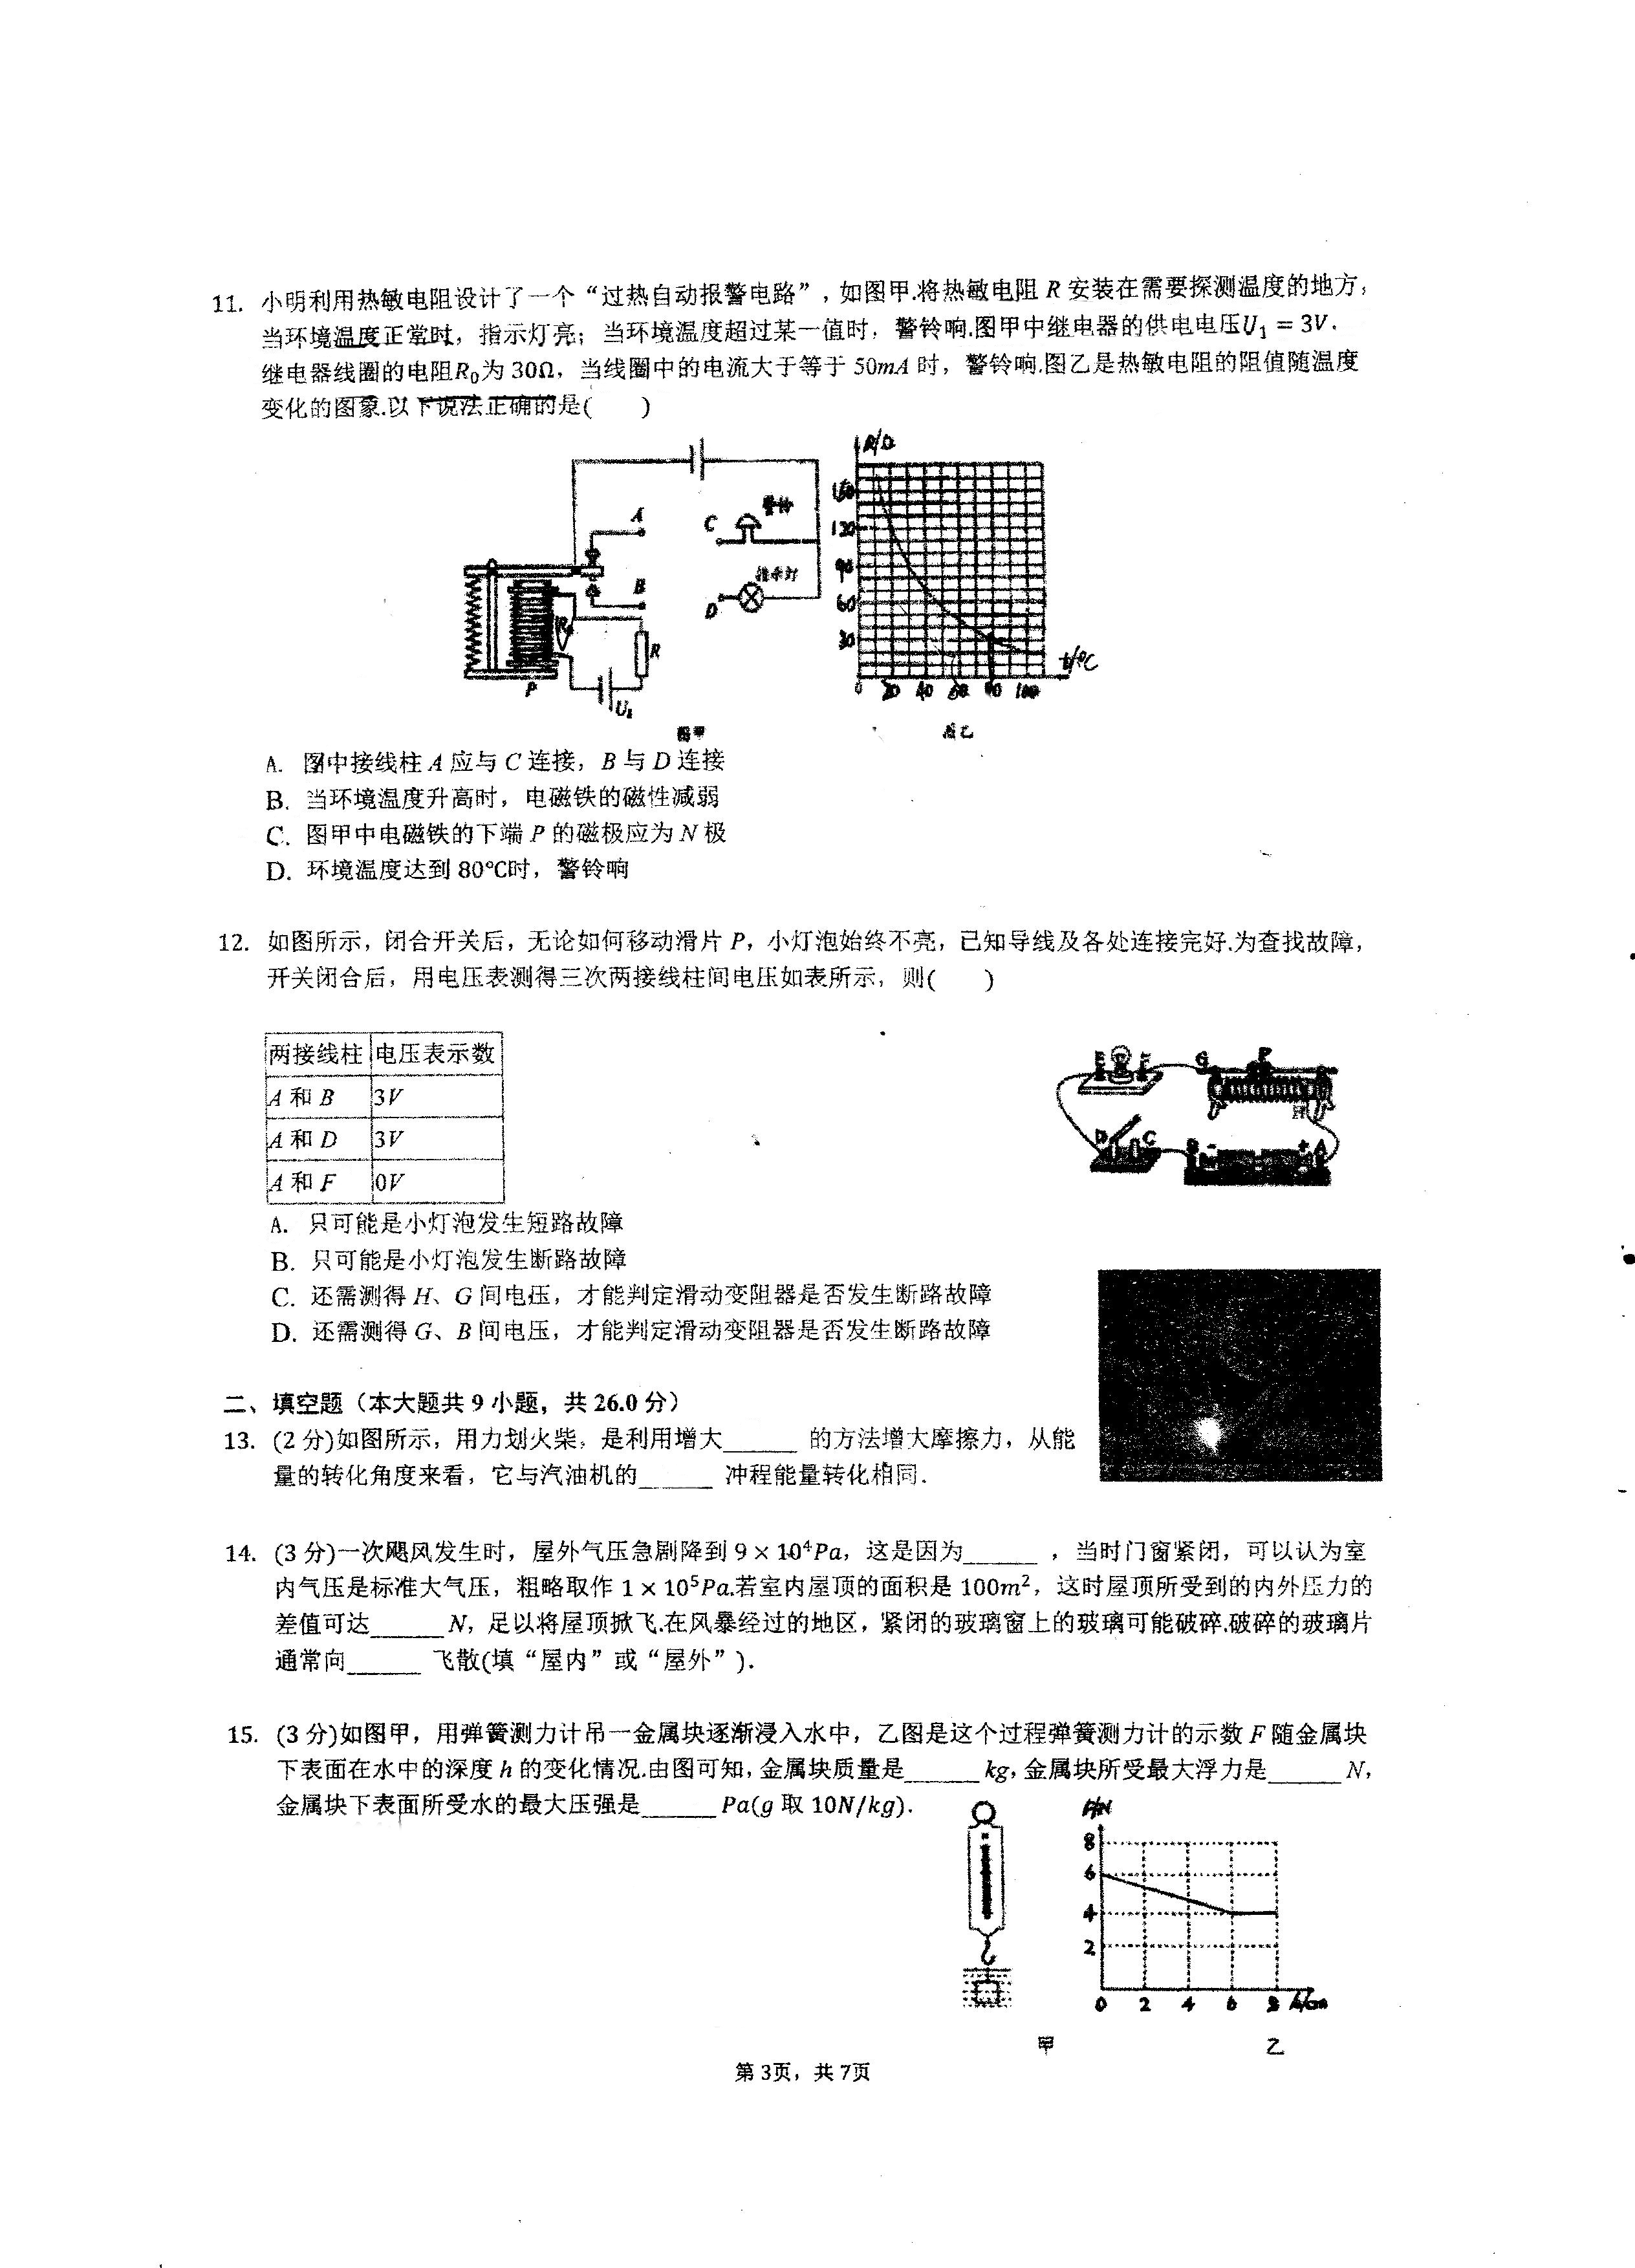 11. 小明利用热敏电阻设计了一个“过热自动报警电路”，如图甲.将热敏电阻 R 安装在需要探测温度的地方，
当环境温度正常时，指示灯亮；当环境温度超过某一值时，警铃响.图甲中继电器的供电电压U₁ = 3V.
继电器线圈的电阻R₀为 30Ω，当线圈中的电流大于等于 50mA 时，警铃响.图乙是热敏电阻的阻值随温度
变化的图象.以下说法正确的是(　　)
R/Ω
150
120
90
60
30
0 20 40 60 80 100 t/°C
A
B
C
D
警铃
指示灯
R
P
U₁
图甲
图乙
A. 图中接线柱 A 应与 C 连接，B 与 D 连接
B. 当环境温度升高时，电磁铁的磁性减弱
C. 图甲中电磁铁的下端 P 的磁极应为 N 极
D. 环境温度达到 80℃时，警铃响
12. 如图所示，闭合开关后，无论如何移动滑片 P，小灯泡始终不亮，已知导线及各处连接完好.为查找故障，
开关闭合后，用电压表测得三次两接线柱间电压如表所示，则(　　)
两接线柱 电压表示数
A 和 B 3V
A 和 D 3V
A 和 F 0V
E F G P
H
D C B - + A
A. 只可能是小灯泡发生短路故障
B. 只可能是小灯泡发生断路故障
C. 还需测得 H、G 间电压，才能判定滑动变阻器是否发生断路故障
D. 还需测得 G、B 间电压，才能判定滑动变阻器是否发生断路故障
二、填空题（本大题共 9 小题，共 26.0 分）
13. (2 分)如图所示，用力划火柴，是利用增大______ 的方法增大摩擦力，从能
量的转化角度来看，它与汽油机的______ 冲程能量转化相同.
14. (3 分)一次飓风发生时，屋外气压急剧降到 9 × 10⁴Pa，这是因为______ ，当时门窗紧闭，可以认为室
内气压是标准大气压，粗略取作 1 × 10⁵Pa.若室内屋顶的面积是 100m²，这时屋顶所受到的内外压力的
差值可达______N，足以将屋顶掀飞.在风暴经过的地区，紧闭的玻璃窗上的玻璃可能破碎.破碎的玻璃片
通常向______ 飞散(填“屋内”或“屋外”).
15. (3 分)如图甲，用弹簧测力计吊一金属块逐渐浸入水中，乙图是这个过程弹簧测力计的示数 F 随金属块
下表面在水中的深度 h 的变化情况.由图可知，金属块质量是______kg，金属块所受最大浮力是______N，
金属块下表面所受水的最大压强是______Pa(g 取 10N/kg).
F/N
8
6
4
2
0 2 4 6 8 h/cm
甲 乙
第 3页，共 7页